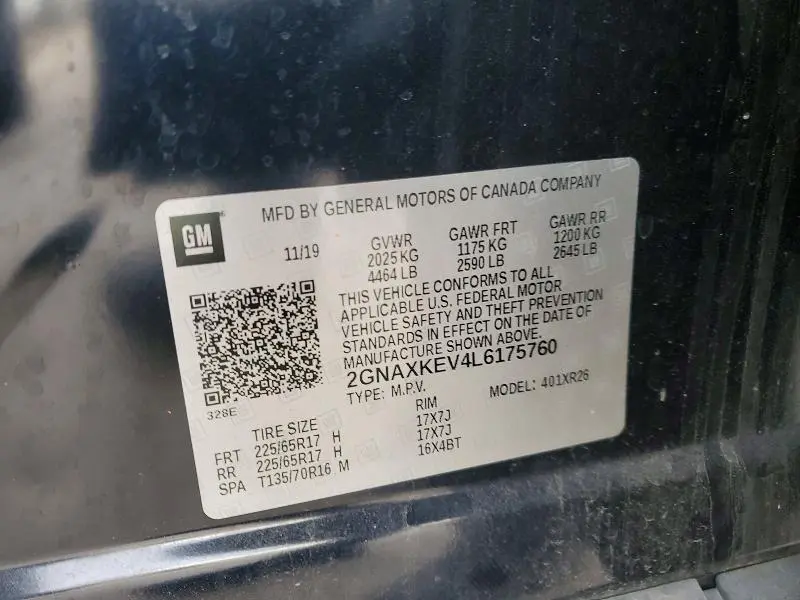 MFD BY GENERAL MOTORS OF CANADA COMPANY
GM
11/19 GVWR GAWR FRT GAWR RR
2025 KG 1175 KG 1200 KG
4464 LB 2590 LB 2645 LB
THIS VEHICLE CONFORMS TO ALL
APPLICABLE U.S. FEDERAL MOTOR
VEHICLE SAFETY AND THEFT PREVENTION
STANDARDS IN EFFECT ON THE DATE OF
MANUFACTURE SHOWN ABOVE.
2GNAXKEV4L6175760
TYPE: M.P.V. MODEL: 401XR26
328E
TIRE SIZE RIM
FRT 225/65R17 H 17X7J
RR 225/65R17 H 17X7J
SPA T135/70R16 M 16X4BT